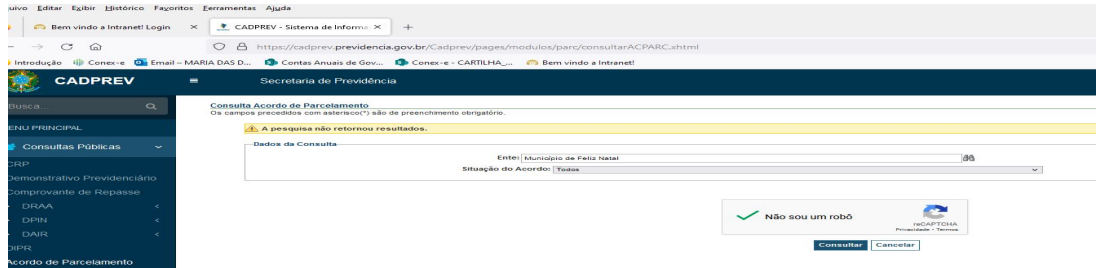 uivo Editar Exibir Histórico Favoritos Ferramentas Ajuda
Bem vindo a Intranet! Login × CADPREV - Sistema de Informa × +
https://cadprev.previdencia.gov.br/Cadprev/pages/modulos/parc/consultarACPARC.xhtml
Introdução Conex-e Email – MARIA DAS D... Contas Anuais de Gov... Conex-e - CARTILHA_... Bem vindo a Intranet!
CADPREV Secretaria de Previdência
Busca...
Consulta Acordo de Parcelamento
Os campos precedidos com asterisco(*) são de preenchimento obrigatório.
ENU PRINCIPAL
A pesquisa não retornou resultados.
Consultas Públicas
Dados da Consulta
Ente: Município de Feliz Natal
CRP
Situação do Acordo: Todos
Demonstrativo Previdenciário
Comprovante de Repasse
DRAA <
DPIN <
DAIR <
Não sou um robô
reCAPTCHA
Privacidade - Termos
DIPR
Consultar Cancelar
Acordo de Parcelamento